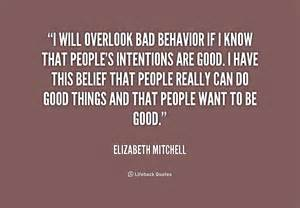 “I WILL OVERLOOK BAD BEHAVIOR IF I KNOW
THAT PEOPLE'S INTENTIONS ARE GOOD. I HAVE
THIS BELIEF THAT PEOPLE REALLY CAN DO
GOOD THINGS AND THAT PEOPLE WANT TO BE
GOOD.”
ELIZABETH MITCHELL
Lifehack Quotes